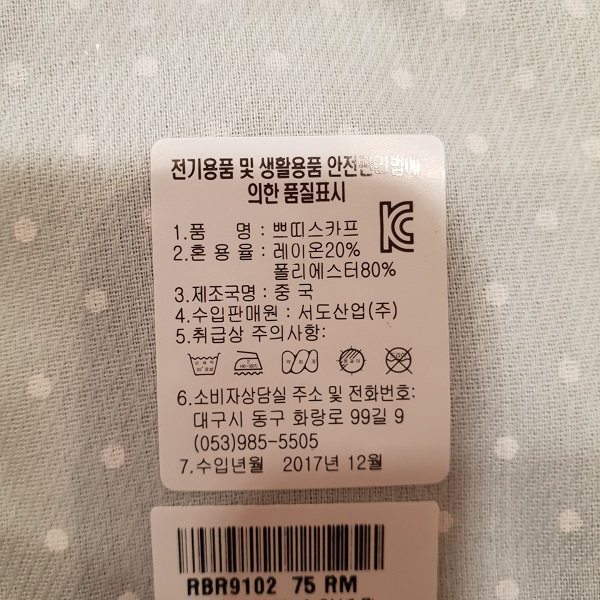 전기용품 및 생활용품 안전관리법에
의한 품질표시
1.품 명 : 쁘띠스카프
2.혼 용 율 : 레이온20%
폴리에스터80%
KC
3.제조국명 : 중 국
4.수입판매원 : 서도산업(주)
5.취급상 주의사항:
6.소비자상담실 주소 및 전화번호:
대구시 동구 화랑로 99길 9
(053)985-5505
7.수입년월 2017년 12월
RBR9102 75 RM